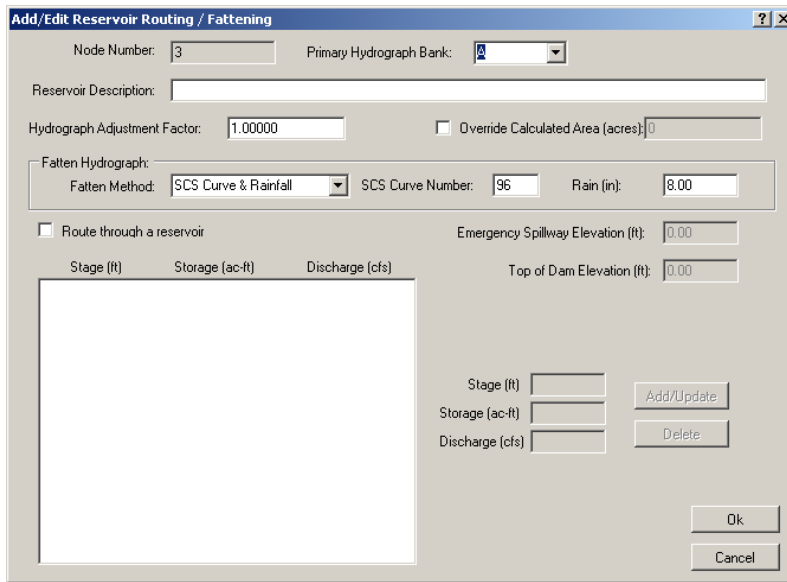 Add/Edit Reservoir Routing / Fattening
Node Number: 3 Primary Hydrograph Bank: A
Reservoir Description:
Hydrograph Adjustment Factor: 1.00000 Override Calculated Area (acres): 0
Fatten Hydrograph:
Fatten Method: SCS Curve & Rainfall SCS Curve Number: 96 Rain (in): 8.00
Route through a reservoir Emergency Spillway Elevation (ft): 0.00
Stage (ft) Storage (ac-ft) Discharge (cfs) Top of Dam Elevation (ft): 0.00
Stage (ft)
Add/Update
Storage (ac-ft)
Delete
Discharge (cfs)
Ok
Cancel